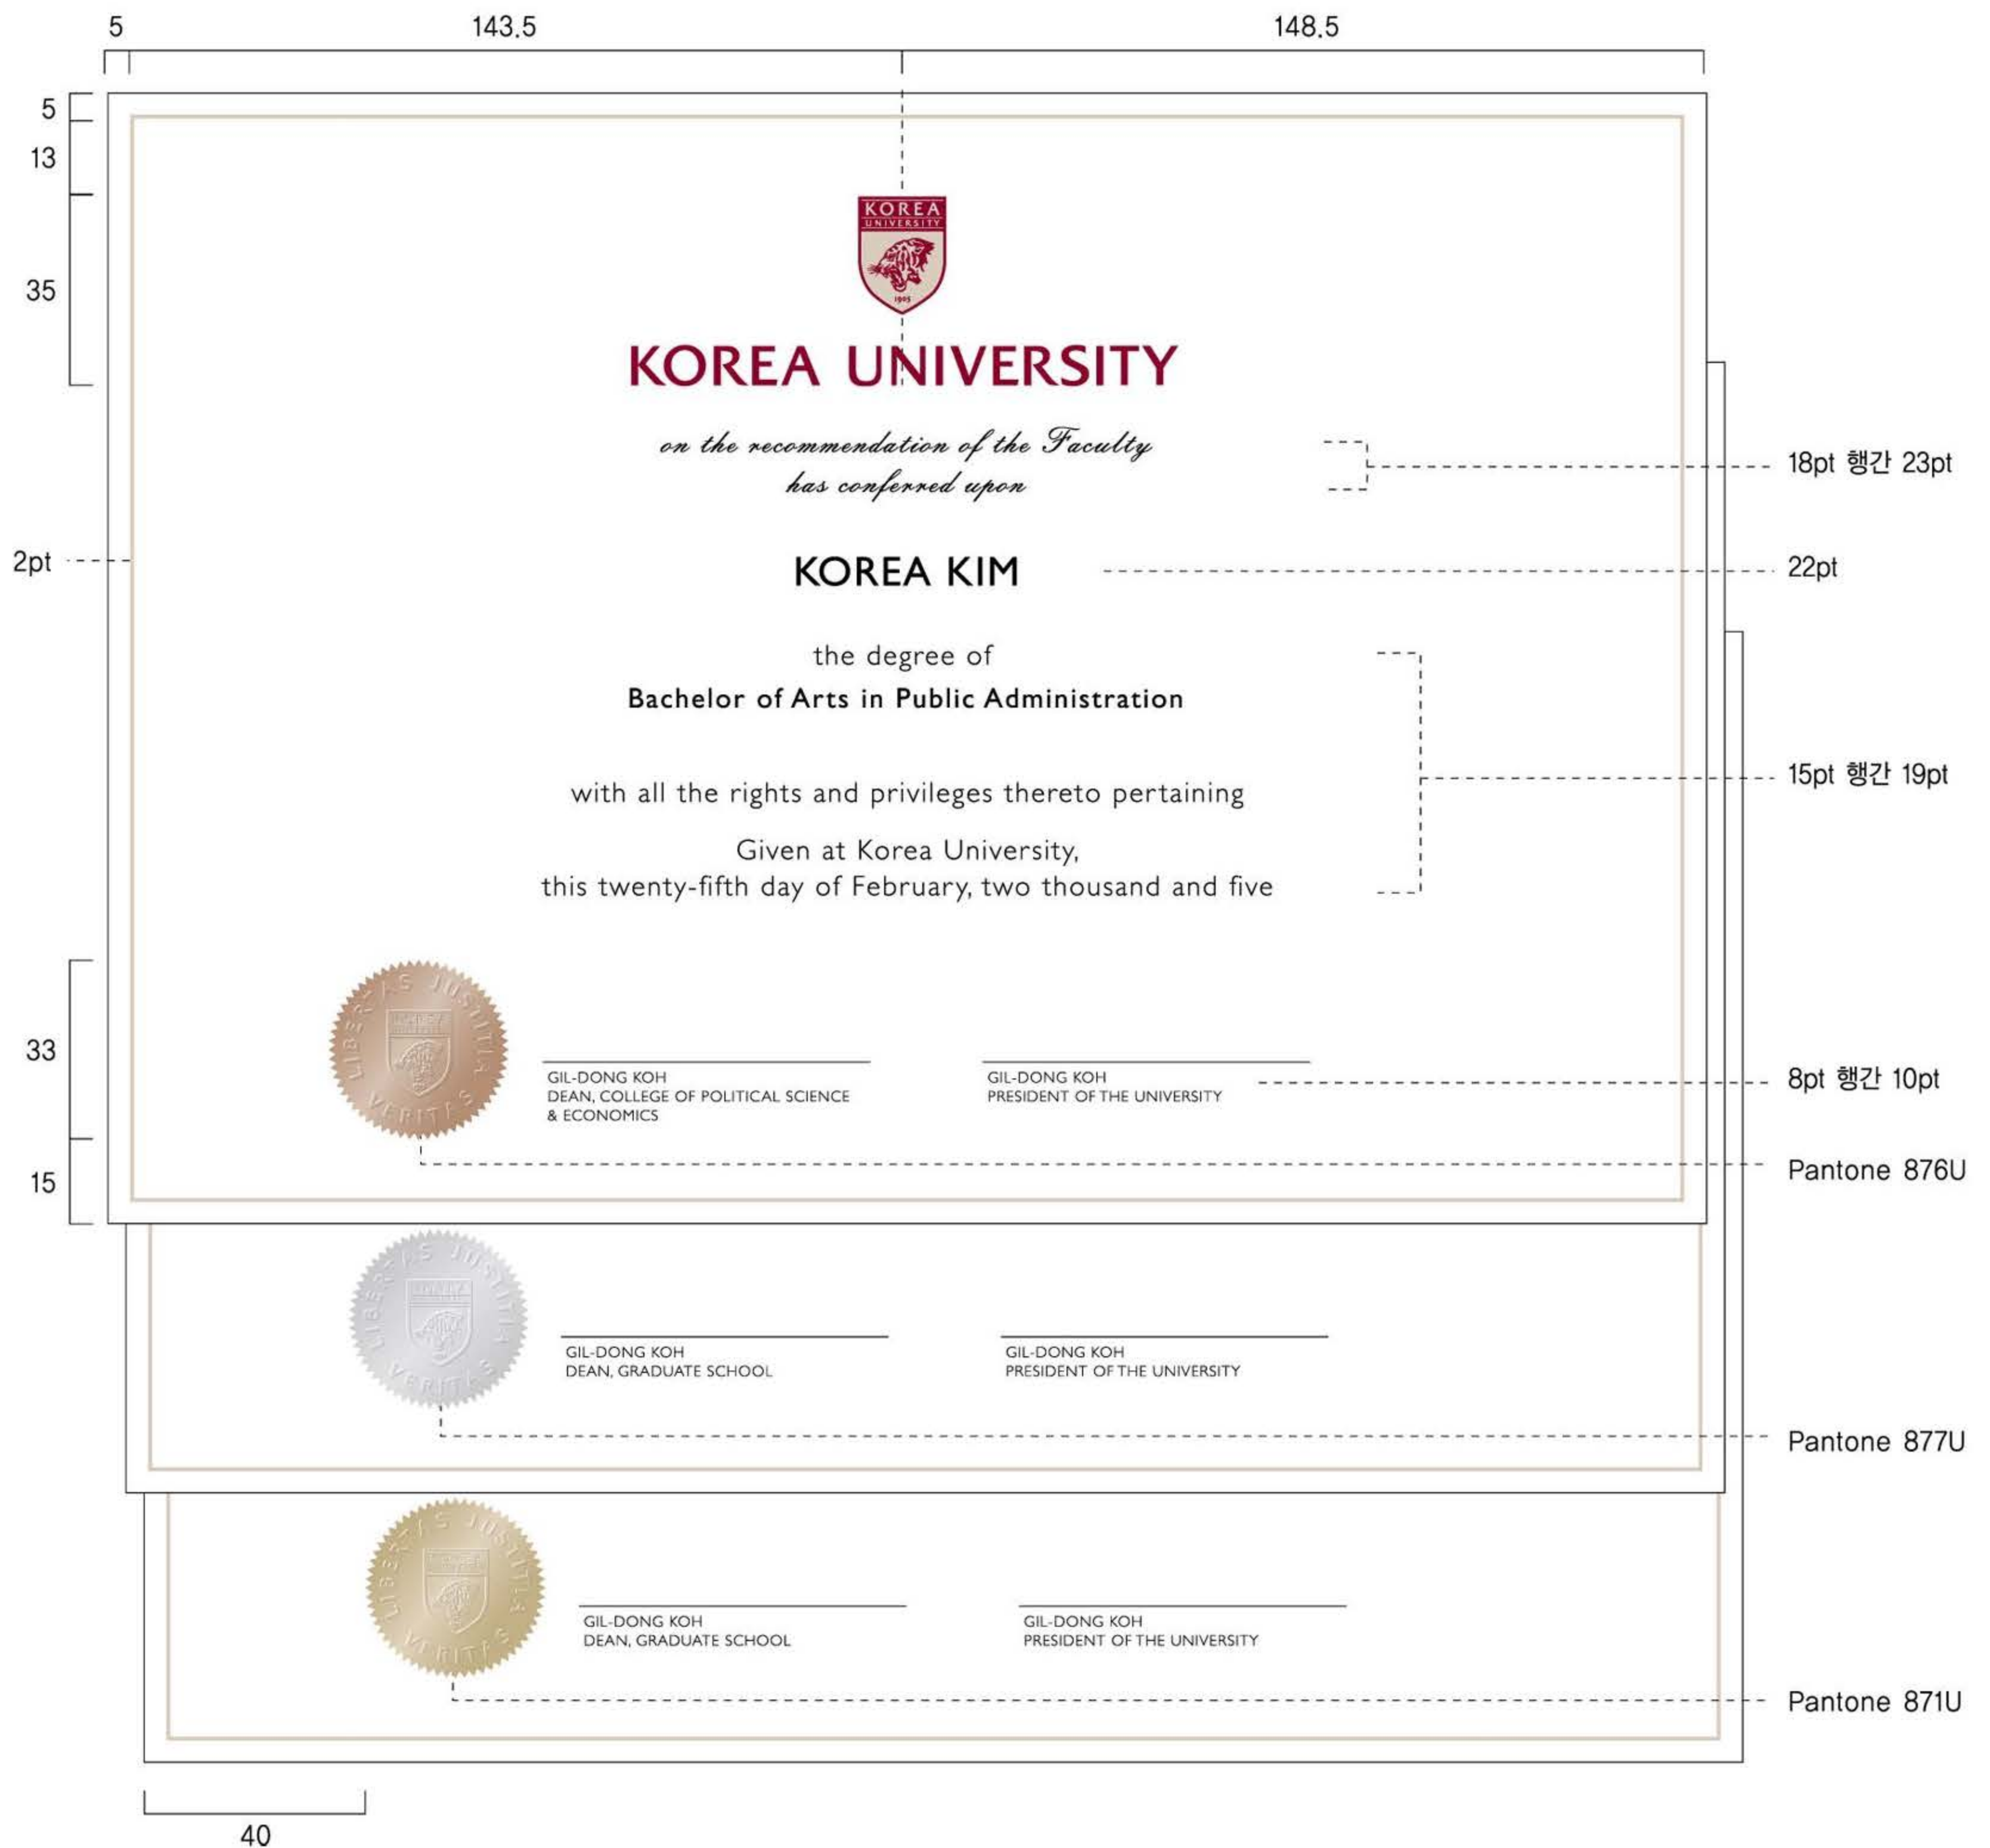 5
143.5
148.5
5
13
35
KOREA
UNIVERSITY
1905
KOREA UNIVERSITY
on the recommendation of the Faculty
has conferred upon
18pt 행간 23pt
2pt
KOREA KIM
22pt
the degree of
Bachelor of Arts in Public Administration
15pt 행간 19pt
with all the rights and privileges thereto pertaining
Given at Korea University,
this twenty-fifth day of February, two thousand and five
33
15
LIBERTAS JUSTITIA
VERITAS
GIL-DONG KOH
DEAN, COLLEGE OF POLITICAL SCIENCE
& ECONOMICS
GIL-DONG KOH
PRESIDENT OF THE UNIVERSITY
8pt 행간 10pt
Pantone 876U
LIBERTAS JUSTITIA
VERITAS
GIL-DONG KOH
DEAN, GRADUATE SCHOOL
GIL-DONG KOH
PRESIDENT OF THE UNIVERSITY
Pantone 877U
LIBERTAS JUSTITIA
VERITAS
GIL-DONG KOH
DEAN, GRADUATE SCHOOL
GIL-DONG KOH
PRESIDENT OF THE UNIVERSITY
Pantone 871U
40